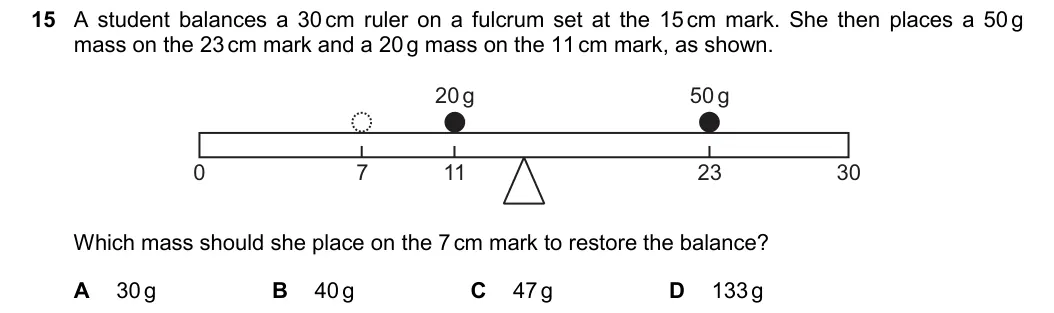 15 A student balances a 30 cm ruler on a fulcrum set at the 15 cm mark. She then places a 50 g
mass on the 23 cm mark and a 20 g mass on the 11 cm mark, as shown.
20 g 50 g
0 7 11 23 30
Which mass should she place on the 7 cm mark to restore the balance?
A 30 g B 40 g C 47 g D 133 g